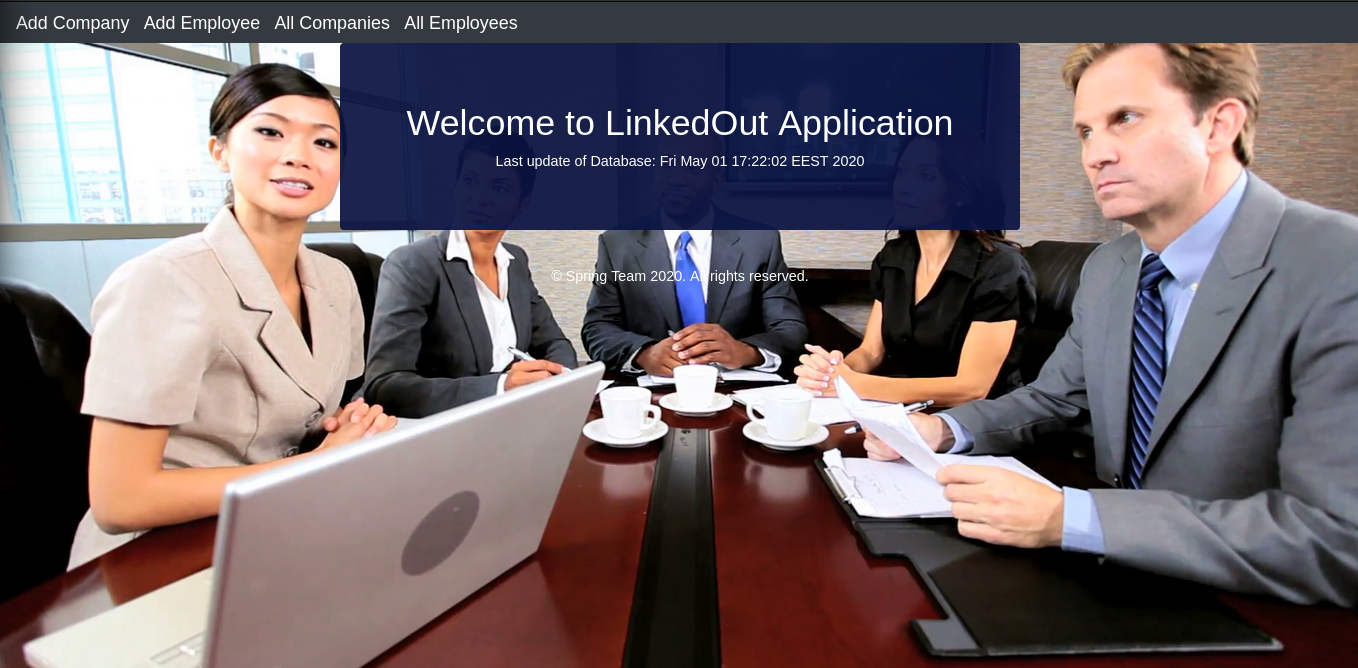 Add Company Add Employee All Companies All Employees
Welcome to LinkedOut Application
Last update of Database: Fri May 01 17:22:02 EEST 2020
© Spring Team 2020. All rights reserved.